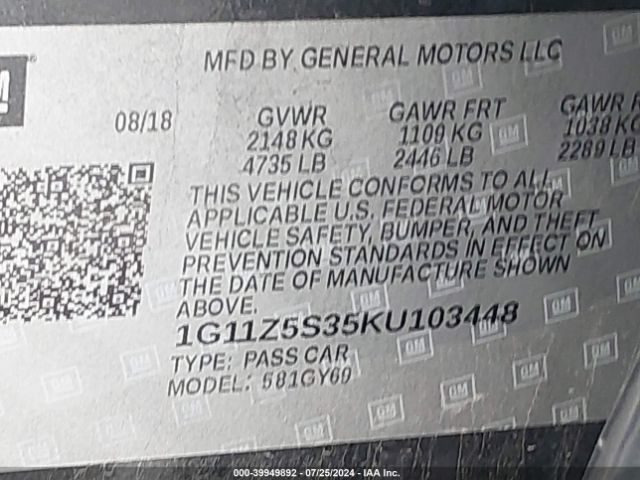 GM
MFD BY GENERAL MOTORS LLC
08/18 GVWR GAWR FRT GAWR
2148 KG 1109 KG 1038 KG
4735 LB 2446 LB 2289 LB
THIS VEHICLE CONFORMS TO ALL
APPLICABLE U.S. FEDERAL MOTOR
VEHICLE SAFETY, BUMPER, AND THEFT
PREVENTION STANDARDS IN EFFECT ON
THE DATE OF MANUFACTURE SHOWN
ABOVE.
1G11Z5S35KU103448
TYPE: PASS CAR
MODEL: 581GY69
000-39949892 - 07/25/2024 - IAA Inc.